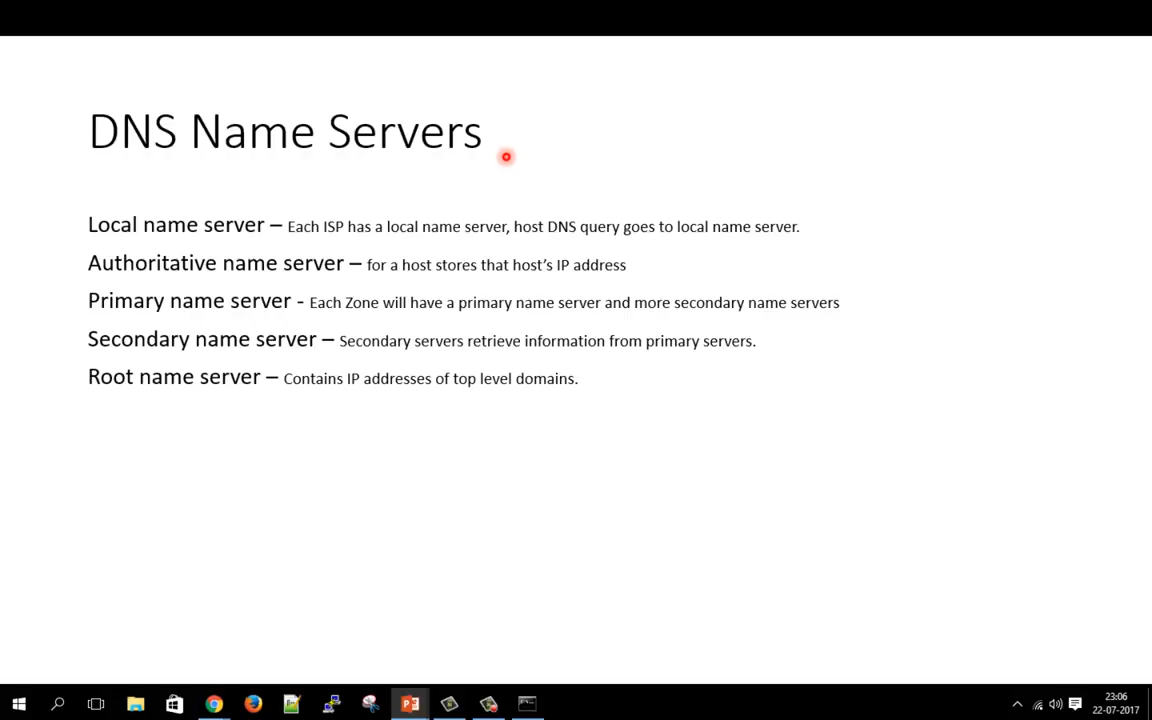 DNS Name Servers
Local name server – Each ISP has a local name server, host DNS query goes to local name server.
Authoritative name server – for a host stores that host’s IP address
Primary name server - Each Zone will have a primary name server and more secondary name servers
Secondary name server – Secondary servers retrieve information from primary servers.
Root name server – Contains IP addresses of top level domains.
23:06
22-07-2017